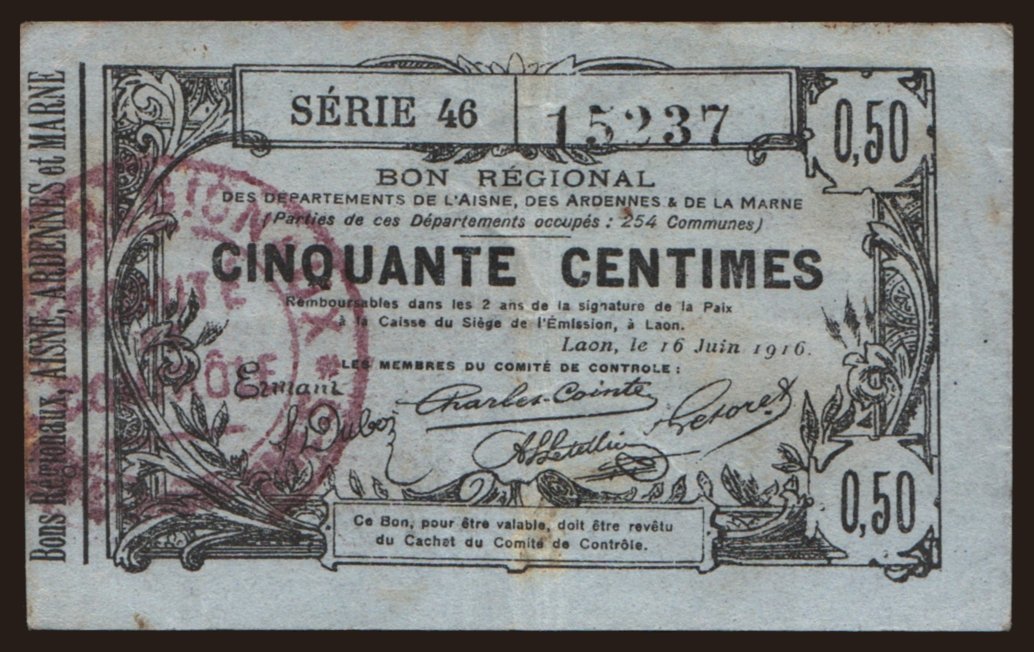 Bons Régionaux, AISNE, ARDENNES et MARNE
SÉRIE 46
15237
0,50
BON RÉGIONAL
DES DÉPARTEMENTS DE L'AISNE, DES ARDENNES & DE LA MARNE
(Parties de ces Départements occupés : 254 Communes)
CINQUANTE CENTIMES
Remboursables dans les 2 ans de la signature de la Paix
à la Caisse du Siège de l'Émission, à Laon.
Laon, le 16 Juin 1916.
LES MEMBRES DU COMITÉ DE CONTROLE :
Ermant
Charles-Cointe
0,50
Ce Bon, pour être valable, doit être revêtu
du Cachet du Comité de Contrôle.